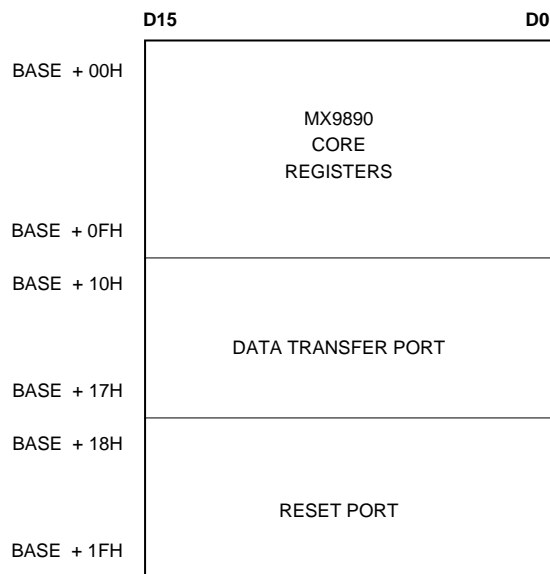 D15 D0
BASE + 00H
MX9890
CORE
REGISTERS
BASE + 0FH
BASE + 10H
DATA TRANSFER PORT
BASE + 17H
BASE + 18H
RESET PORT
BASE + 1FH